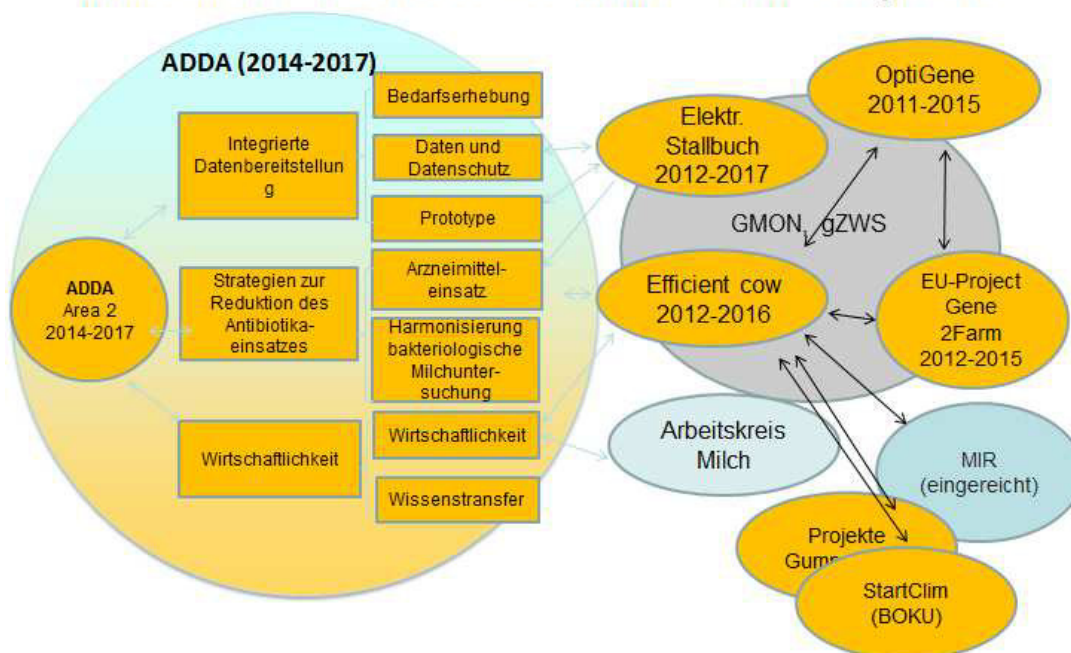 ADDA (2014-2017)
Bedarfserhebung
Integrierte
Datenbereitstellun
g
Daten und
Datenschutz
Prototype
ADDA
Area 2
2014-2017
Strategien zur
Reduktion des
Antibiotika-
einsatzes
Arzneimittel-
einsatz
Harmonisierung
bakteriologische
Milchunter-
suchung
Wirtschaftlichkeit
Wirtschaftlichkeit
Wissenstransfer
Elektr.
Stallbuch
2012-2017
OptiGene
2011-2015
GMON, gZWS
Efficient cow
2012-2016
EU-Project
Gene
2Farm
2012-2015
Arbeitskreis
Milch
MIR
(eingereicht)
Projekte
StartClim
(BOKU)